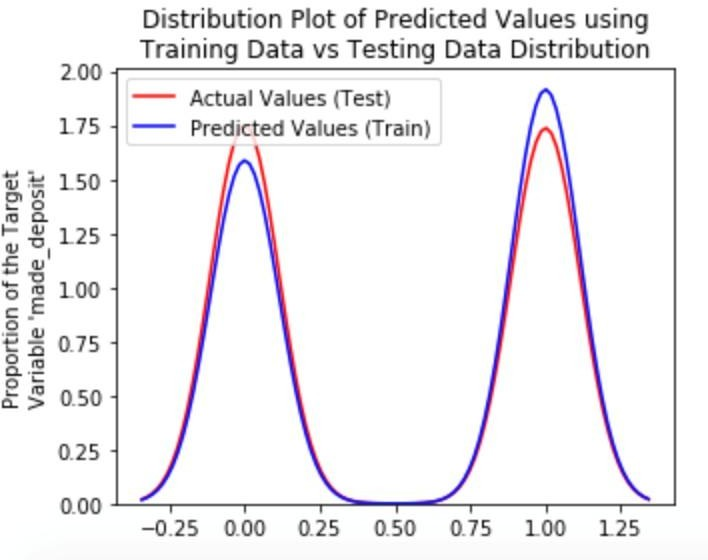 Distribution Plot of Predicted Values using
Training Data vs Testing Data Distribution
Proportion of the Target
Variable 'made_deposit'
2.00
1.75
1.50
1.25
1.00
0.75
0.50
0.25
0.00
Actual Values (Test)
Predicted Values (Train)
−0.25 0.00 0.25 0.50 0.75 1.00 1.25